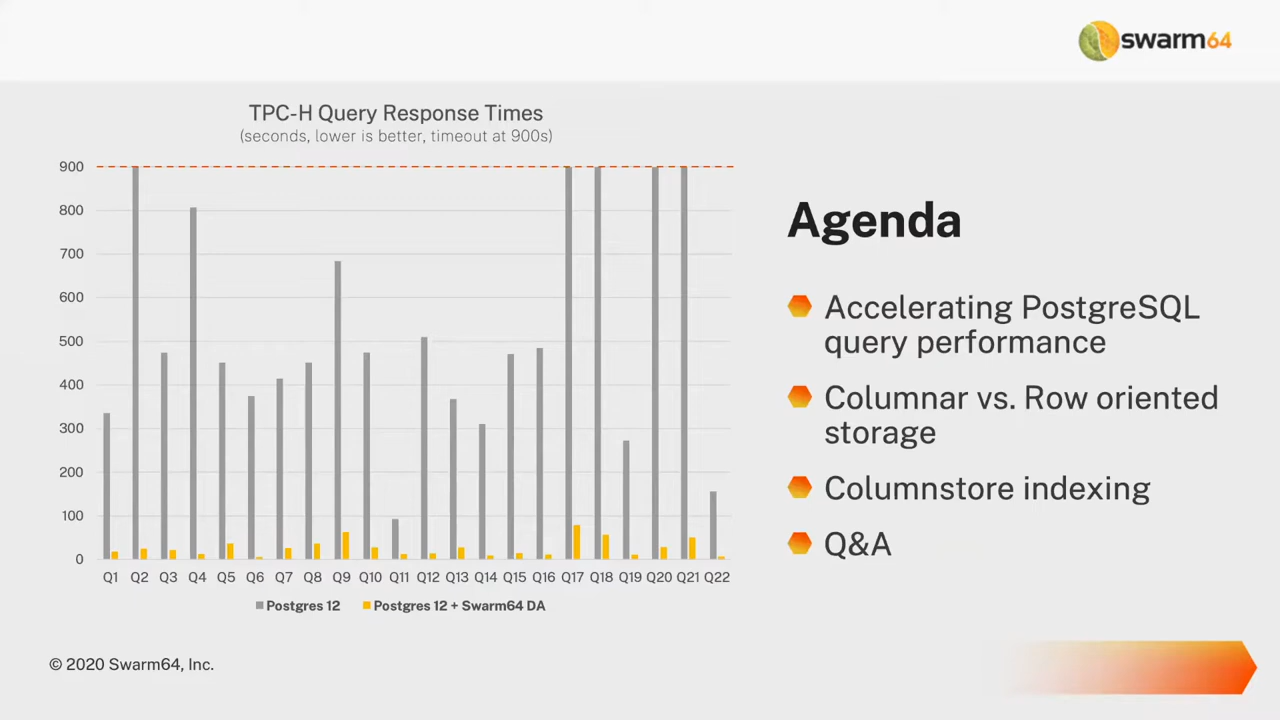 swarm64
TPC-H Query Response Times
(seconds, lower is better, timeout at 900s)
900
800
700
600
500
400
300
200
100
0
Q1 Q2 Q3 Q4 Q5 Q6 Q7 Q8 Q9 Q10 Q11 Q12 Q13 Q14 Q15 Q16 Q17 Q18 Q19 Q20 Q21 Q22
Postgres 12 Postgres 12 + Swarm64 DA
Agenda
Accelerating PostgreSQL
query performance
Columnar vs. Row oriented
storage
Columnstore indexing
Q&A
© 2020 Swarm64, Inc.